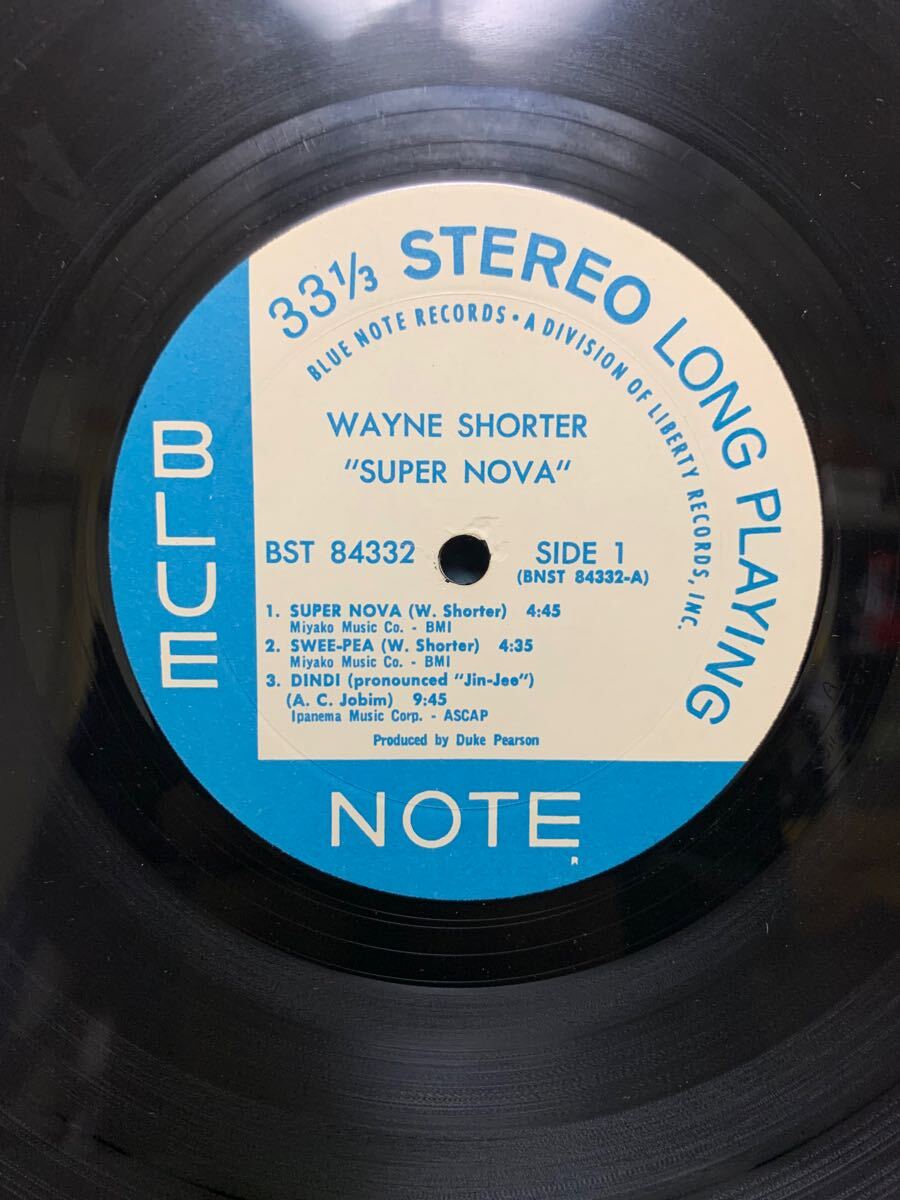 33⅓ STEREO LONG PLAYING
BLUE NOTE RECORDS • A DIVISION OF LIBERTY RECORDS, INC.
WAYNE SHORTER
"SUPER NOVA"
BST 84332 SIDE 1
(BNST 84332-A)
1. SUPER NOVA (W. Shorter) 4:45
Miyako Music Co. - BMI
2. SWEE-PEA (W. Shorter) 4:35
Miyako Music Co. - BMI
3. DINDI (pronounced "Jin-Jee")
(A. C. Jobim) 9:45
Ipanema Music Corp. - ASCAP
Produced by Duke Pearson
BLUE
NOTE
R